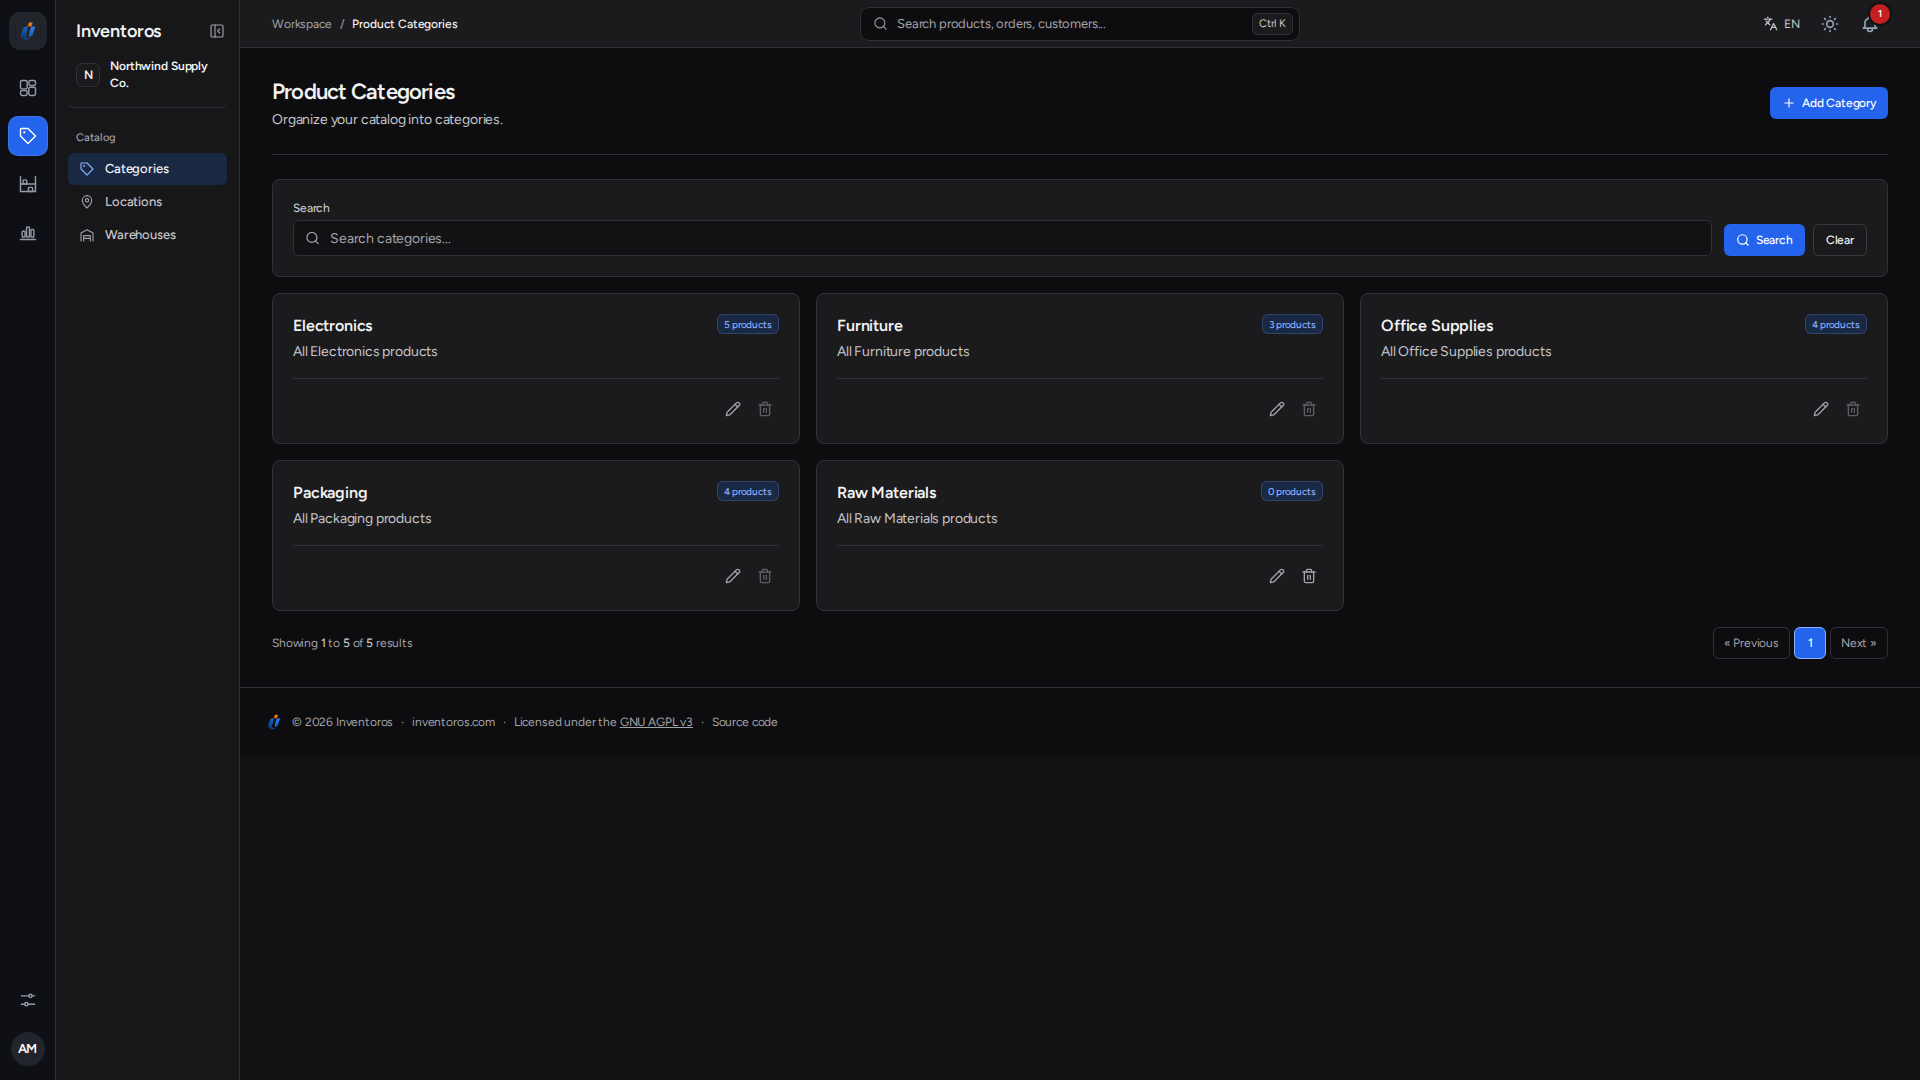 Inventoros
N
Northwind Supply
Co.
Catalog
Categories
Locations
Warehouses
AM
Workspace / Product Categories
Search products, orders, customers...
Ctrl K
EN
1
Product Categories
Organize your catalog into categories.
Add Category
Search
Search categories...
Search
Clear
Electronics
5 products
All Electronics products
Furniture
3 products
All Furniture products
Office Supplies
4 products
All Office Supplies products
Packaging
4 products
All Packaging products
Raw Materials
0 products
All Raw Materials products
Showing 1 to 5 of 5 results
« Previous
1
Next »
© 2026 Inventoros · inventoros.com · Licensed under the GNU AGPL v3 · Source code